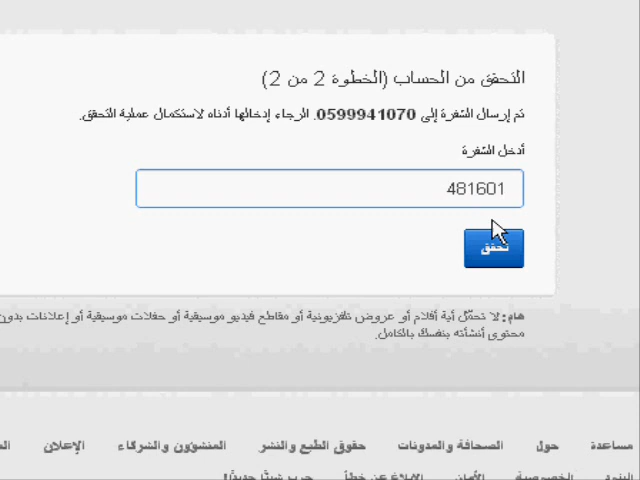 التحقق من الحساب (الخطوة 2 من 2)
تم إرسال الشفرة إلى 0599941070. الرجاء إدخالها أدناه لاستكمال عملية التحقق.
أدخل الشفرة
481601
تحقق
هام: لا تحمّل أية أفلام أو عروض تلفزيونية أو مقاطع فيديو موسيقية أو حفلات موسيقية أو إعلانات بدون
محتوى أنشأته بنفسك بالكامل.
مساعدة حول الصحافة والمدونات حقوق الطبع والنشر المنشؤون والشركاء الإعلان
الخصوصية الأمان الإبلاغ عن خطأ جرب شيئًا جديدًا!